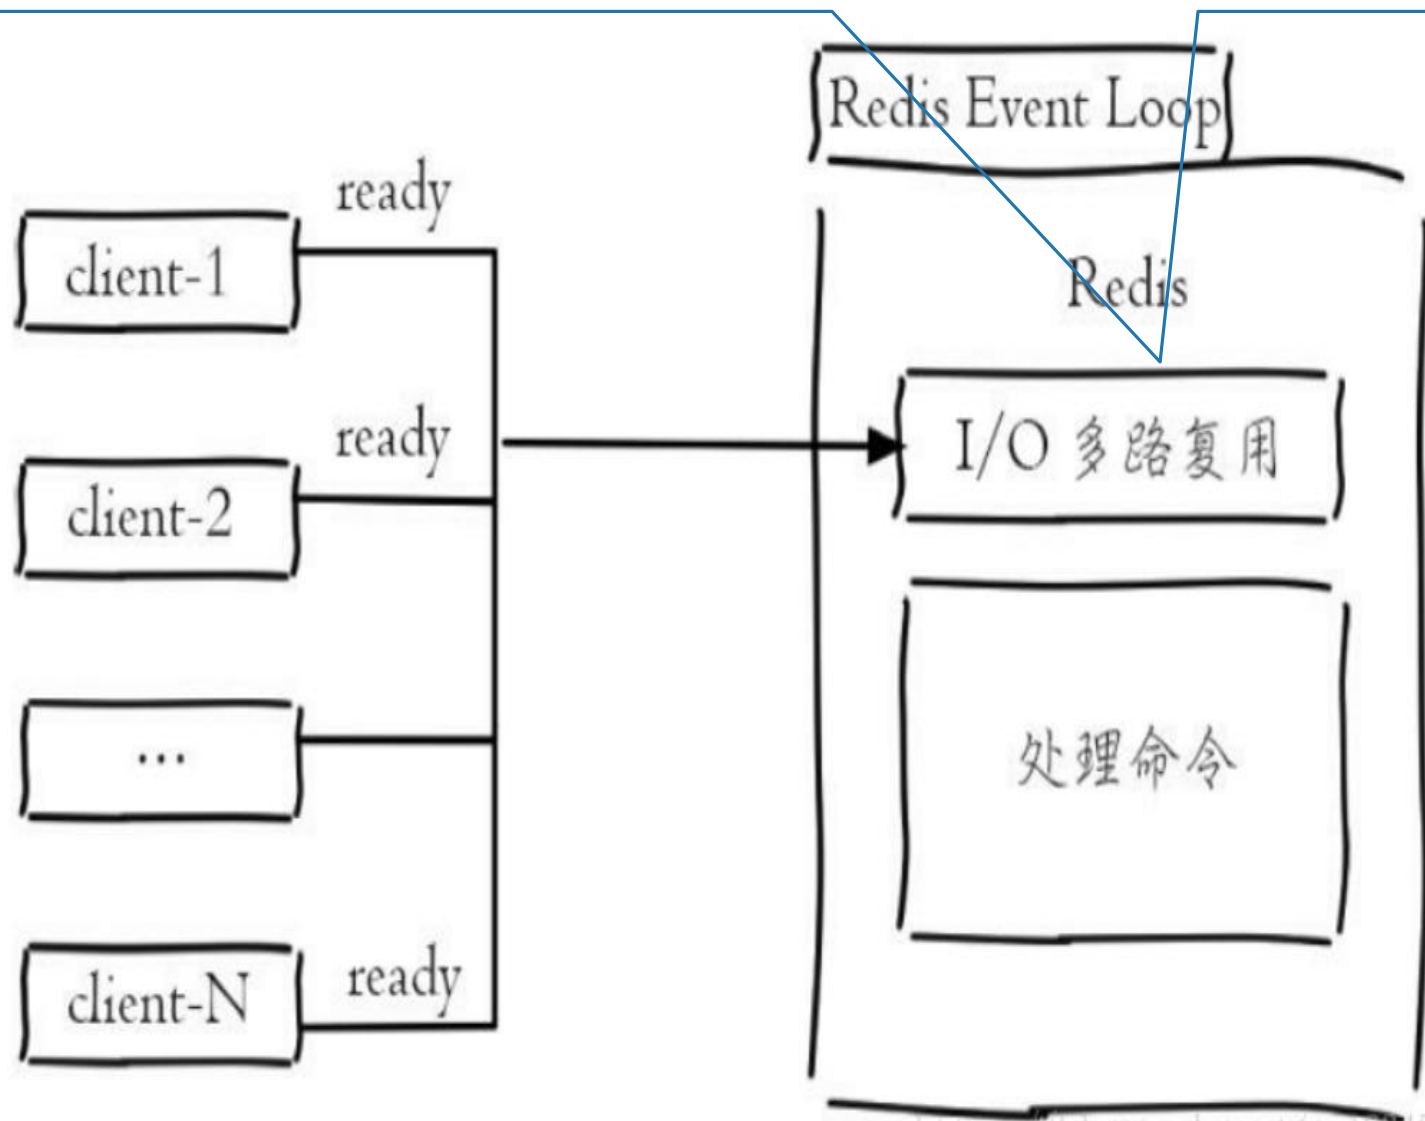 Redis Event Loop
ready
client-1
Redis
ready
I/O 多路复用
client-2
...
处理命令
ready
client-N